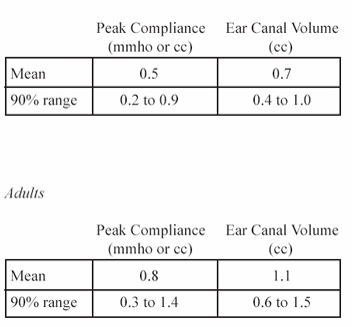 Peak Compliance Ear Canal Volume
(mmho or cc) (cc)
Mean 0.5 0.7
90% range 0.2 to 0.9 0.4 to 1.0
Adults
Peak Compliance Ear Canal Volume
(mmho or cc) (cc)
Mean 0.8 1.1
90% range 0.3 to 1.4 0.6 to 1.5